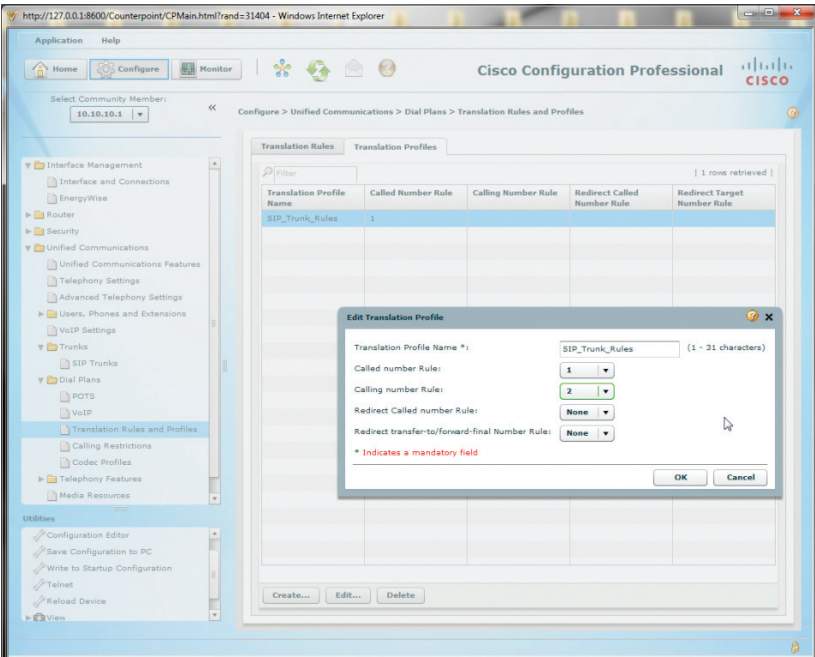 http://127.0.0.1:8600/Counterpoint/CPMain.html?rand=31404 - Windows Internet Explorer
Application Help
Home Configure Monitor
Cisco Configuration Professional
CISCO
Select Community Member:
10.10.10.1
Configure > Unified Communications > Dial Plans > Translation Rules and Profiles
Interface Management
Interface and Connections
EnergyWise
Router
Security
Unified Communications
Unified Communications Features
Telephony Settings
Advanced Telephony Settings
Users, Phones and Extensions
VoIP Settings
Trunks
SIP Trunks
Dial Plans
POTS
VoIP
Translation Rules and Profiles
Calling Restrictions
Codec Profiles
Telephony Features
Media Resources
Utilities
Configuration Editor
Save Configuration to PC
Write to Startup Configuration
Telnet
Reload Device
View
Translation Rules Translation Profiles
Filter
| 1 rows retrieved |
Translation Profile Name Called Number Rule Calling Number Rule Redirect Called Number Rule Redirect Target Number Rule
SIP_Trunk_Rules 1
Edit Translation Profile
Translation Profile Name *: SIP_Trunk_Rules (1 - 31 characters)
Called number Rule: 1
Calling number Rule: 2
Redirect Called number Rule: None
Redirect transfer-to/forward-final Number Rule: None
* Indicates a mandatory field
OK Cancel
Create... Edit... Delete